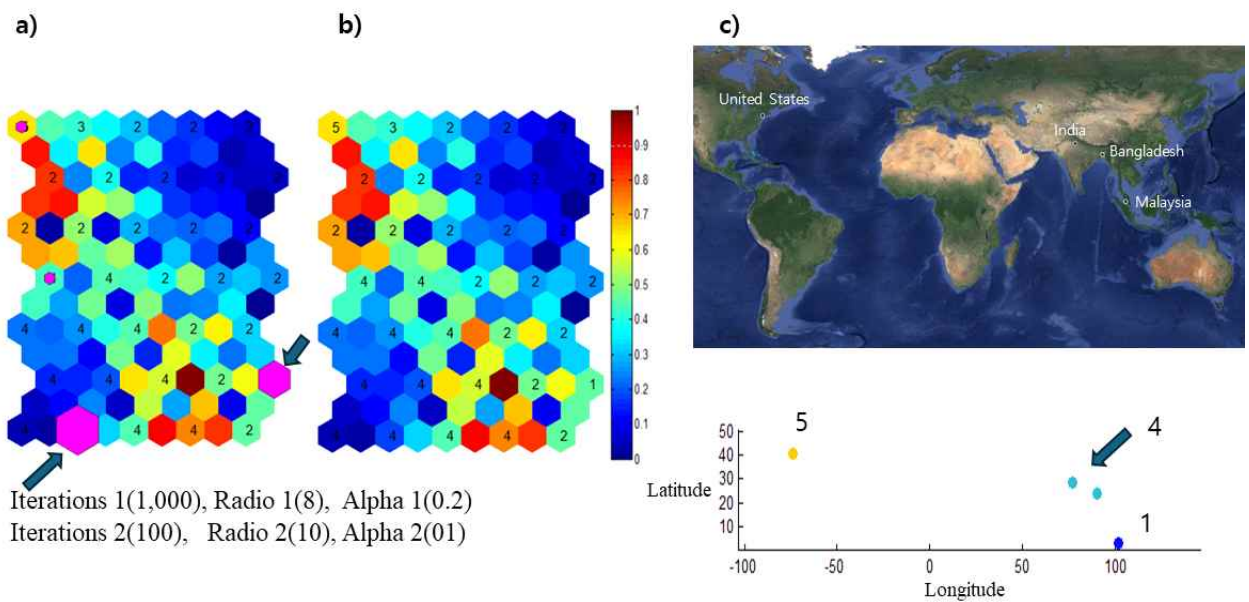 a)
b)
c)
3 2 2 2
2 2 2 2 2
2 2 2 2 2
4 2 2 2
4 4 4 2 2
4 4 4 2
4 4 4 2
5 3 2 2 2
2 2 2 2 2
2 2 2 2 2
4 4 2 2 2
4 4 4 2 2
4 4 4 2 1
4 4 4 4 2
1
0.9
0.8
0.7
0.6
0.5
0.4
0.3
0.2
0.1
0
Iterations 1(1,000), Radio 1(8), Alpha 1(0.2)
Iterations 2(100), Radio 2(10), Alpha 2(01)
United States
India
Bangladesh
Malaysia
5
4
1
50
40
30
20
10
Latitude
-100 -50 0 50 100
Longitude